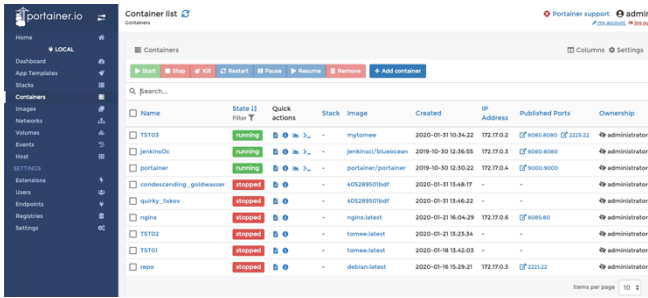 portainer.io
Container list
Containers
Portainer support admin
my account log out
Home
LOCAL
Dashboard
App Templates
Stacks
Containers
Images
Networks
Volumes
Events
Host
SETTINGS
Extensions
Users
Endpoints
Registries
Settings
Containers Columns Settings
Start Stop Kill Restart Pause Resume Remove + Add container
Search...
Name State Filter Quick actions Stack Image Created IP Address Published Ports Ownership
TST03 running - mytomee 2020-01-31 10:34:22 172.17.0.2 8085:8080 2225:22 administrators
jenkinsOc running - jenkinsci/blueocean 2019-10-30 12:36:55 172.17.0.3 8080:8080 administrators
portainer running - portainer/portainer 2019-10-30 12:30:22 172.17.0.4 9000:9000 administrators
condescending_goldwasser stopped - 405289501bdf 2020-01-31 13:48:17 - - administrators
quirky_liskov stopped - 405289501bdf 2020-01-31 13:46:22 - - administrators
nginx stopped - nginx:latest 2020-01-21 16:04:29 172.17.0.6 8085:80 administrators
TST02 stopped - tomee:latest 2020-01-21 13:23:34 - - administrators
TST01 stopped - tomee:latest 2020-01-18 13:42:03 - - administrators
repo stopped - debian:latest 2020-01-16 15:29:21 172.17.0.3 2221:22 administrators
Items per page 10